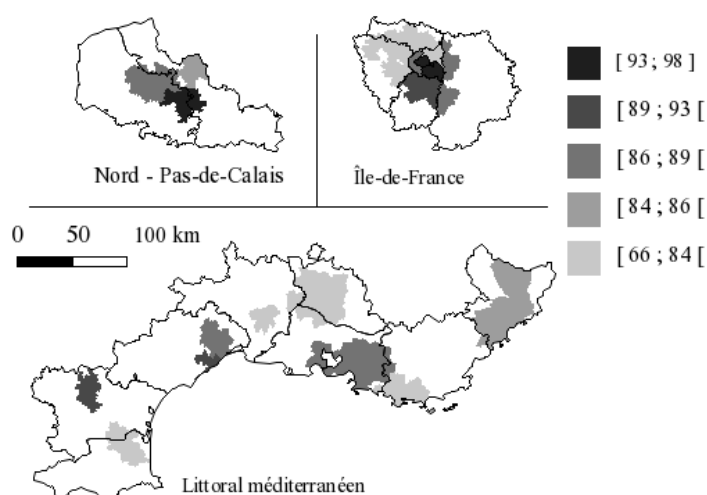 [ 93 ; 98 ]
[ 89 ; 93 [
[ 86 ; 89 [
[ 84 ; 86 [
[ 66 ; 84 [
Nord - Pas-de-Calais
Île-de-France
0 50 100 km
Littoral méditerranéen